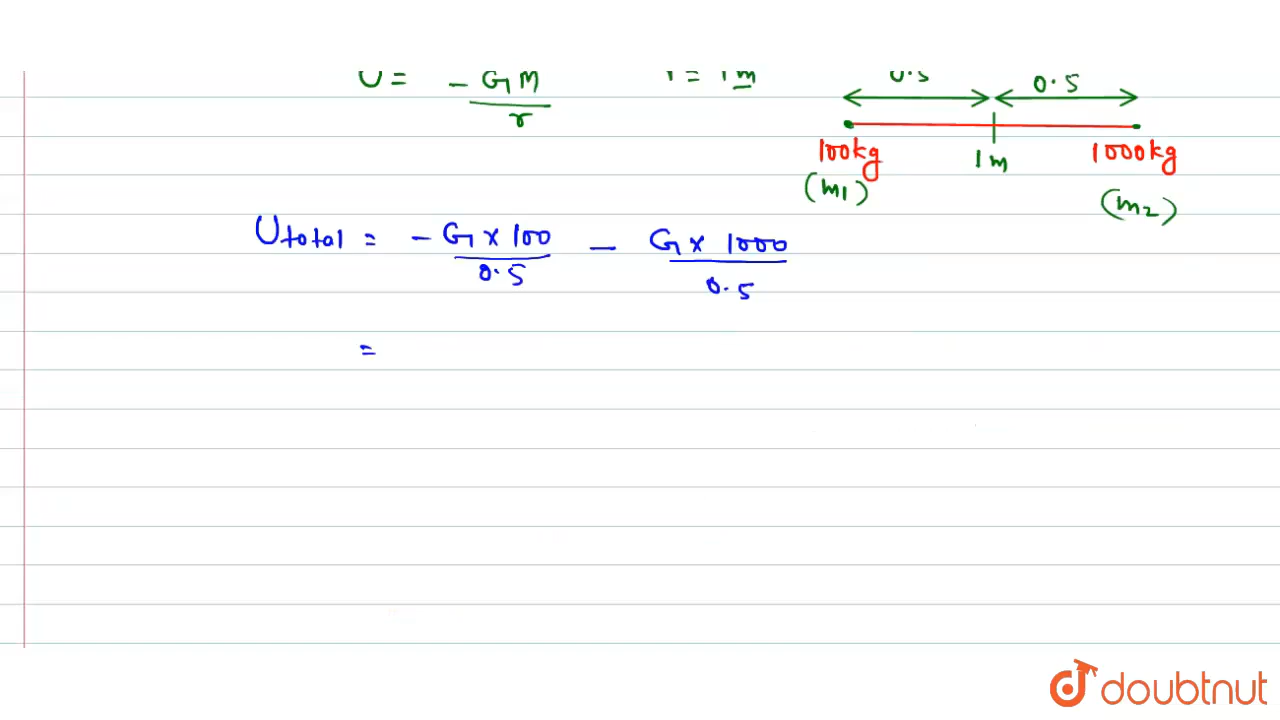 U = - GM / r
r = 1m
0.5
0.5
100kg
1m
1000kg
(m1)
(m2)
Utotal = - G x 100 / 0.5 - G x 1000 / 0.5
=
doubtnut